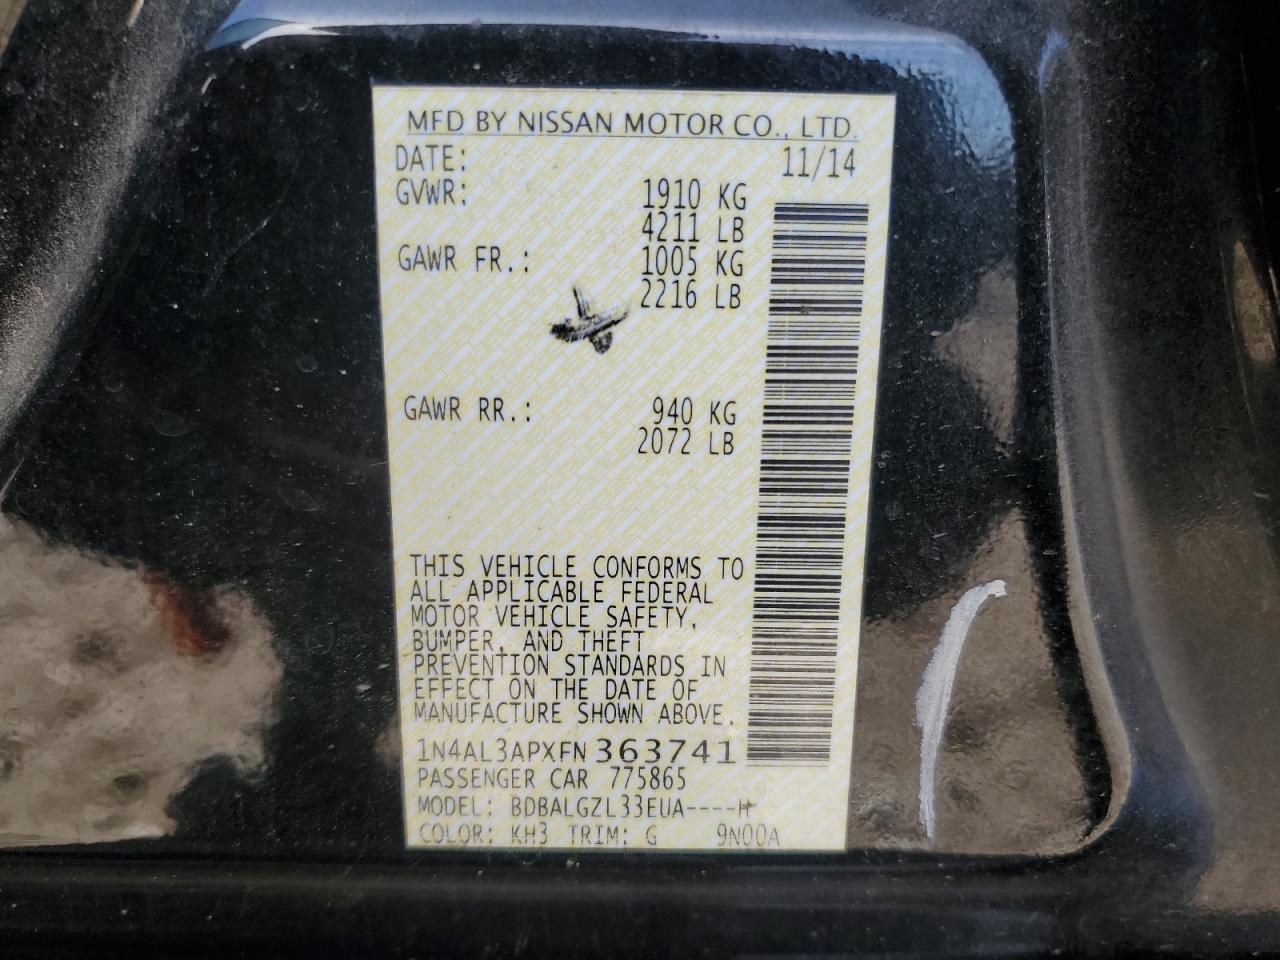 MFD BY NISSAN MOTOR CO., LTD.
DATE: 11/14
GVWR: 1910 KG
4211 LB
GAWR FR.: 1005 KG
2216 LB
GAWR RR.: 940 KG
2072 LB
THIS VEHICLE CONFORMS TO
ALL APPLICABLE FEDERAL
MOTOR VEHICLE SAFETY,
BUMPER, AND THEFT
PREVENTION STANDARDS IN
EFFECT ON THE DATE OF
MANUFACTURE SHOWN ABOVE.
1N4AL3APXFN363741
PASSENGER CAR 775865
MODEL: BDBALGZL33EUA----H
COLOR: KH3 TRIM: G 9N00A